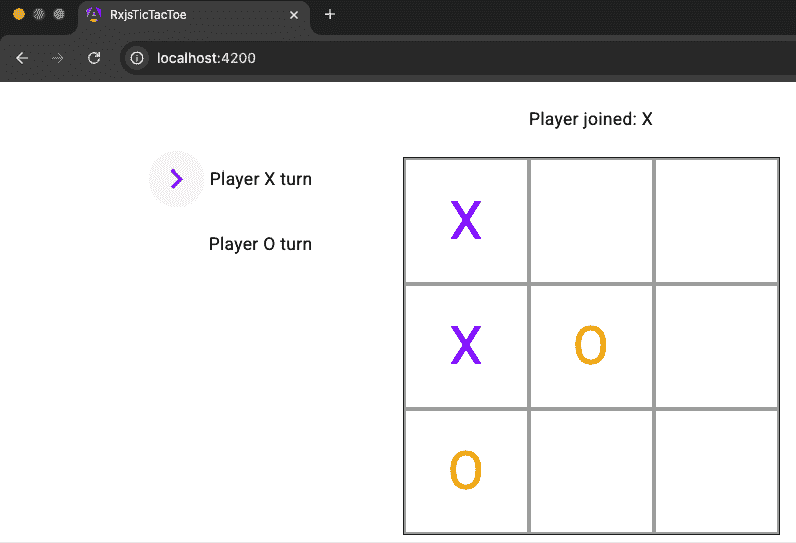 RxjsTicTacToe
localhost:4200
Player joined: X
Player X turn
Player O turn
X
X O
O